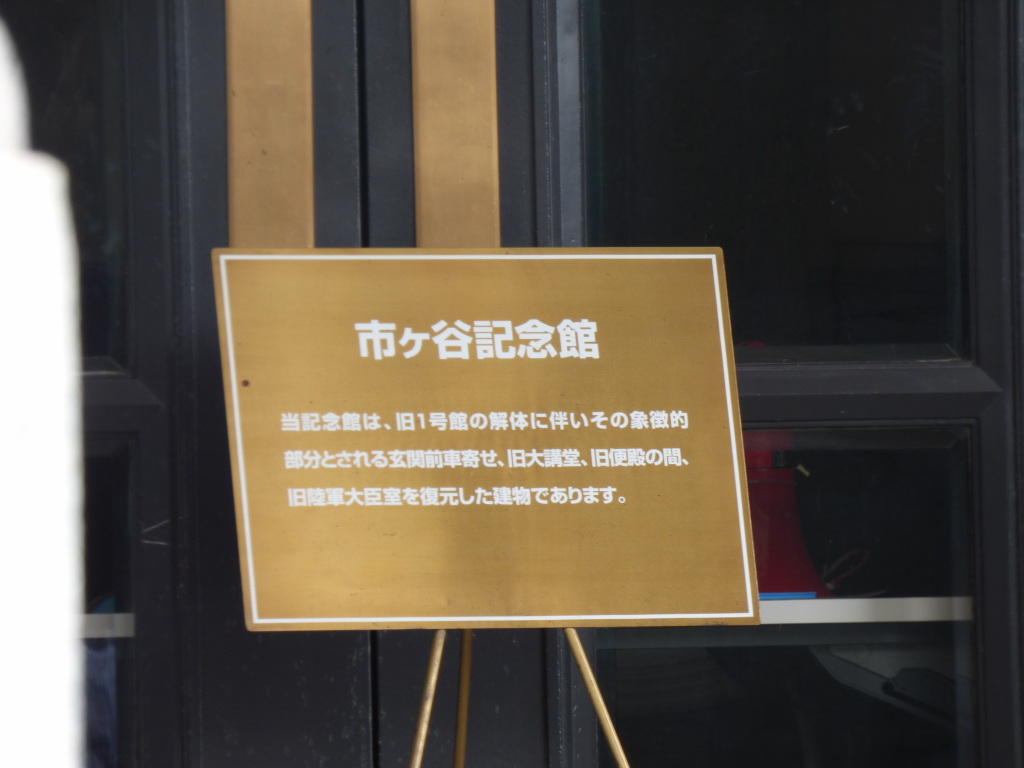 市ヶ谷記念館
当記念館は、旧1号館の解体に伴いその象徴的
部分とされる玄関前車寄せ、旧大講堂、旧便殿の間、
旧陸軍大臣室を復元した建物であります。